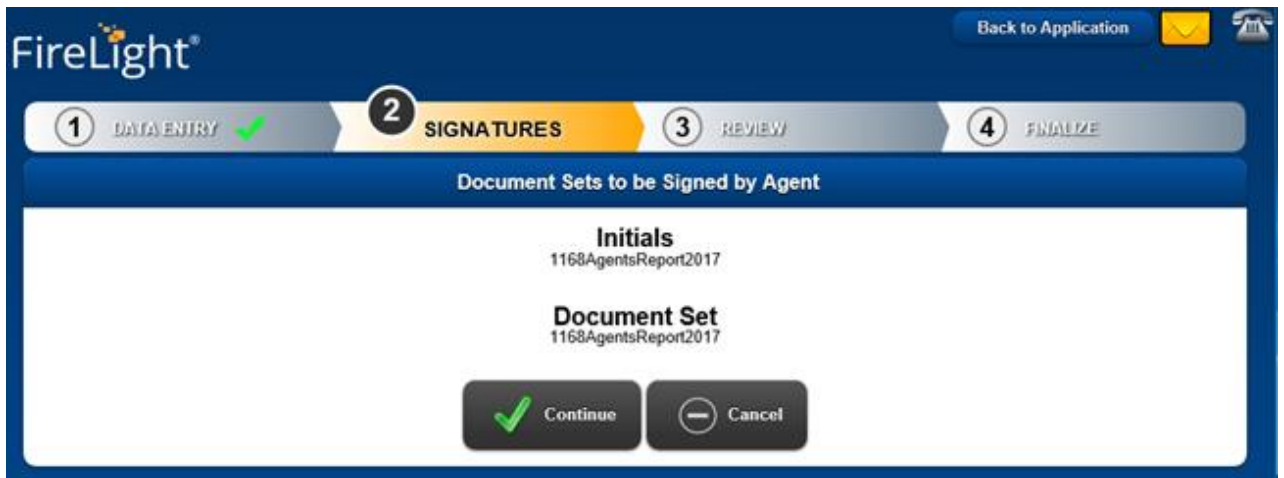 Back to Application
FireLight®
1 DATA ENTRY 2 SIGNATURES 3 REVIEW 4 FINALIZE
Document Sets to be Signed by Agent
Initials
1168AgentsReport2017
Document Set
1168AgentsReport2017
Continue Cancel